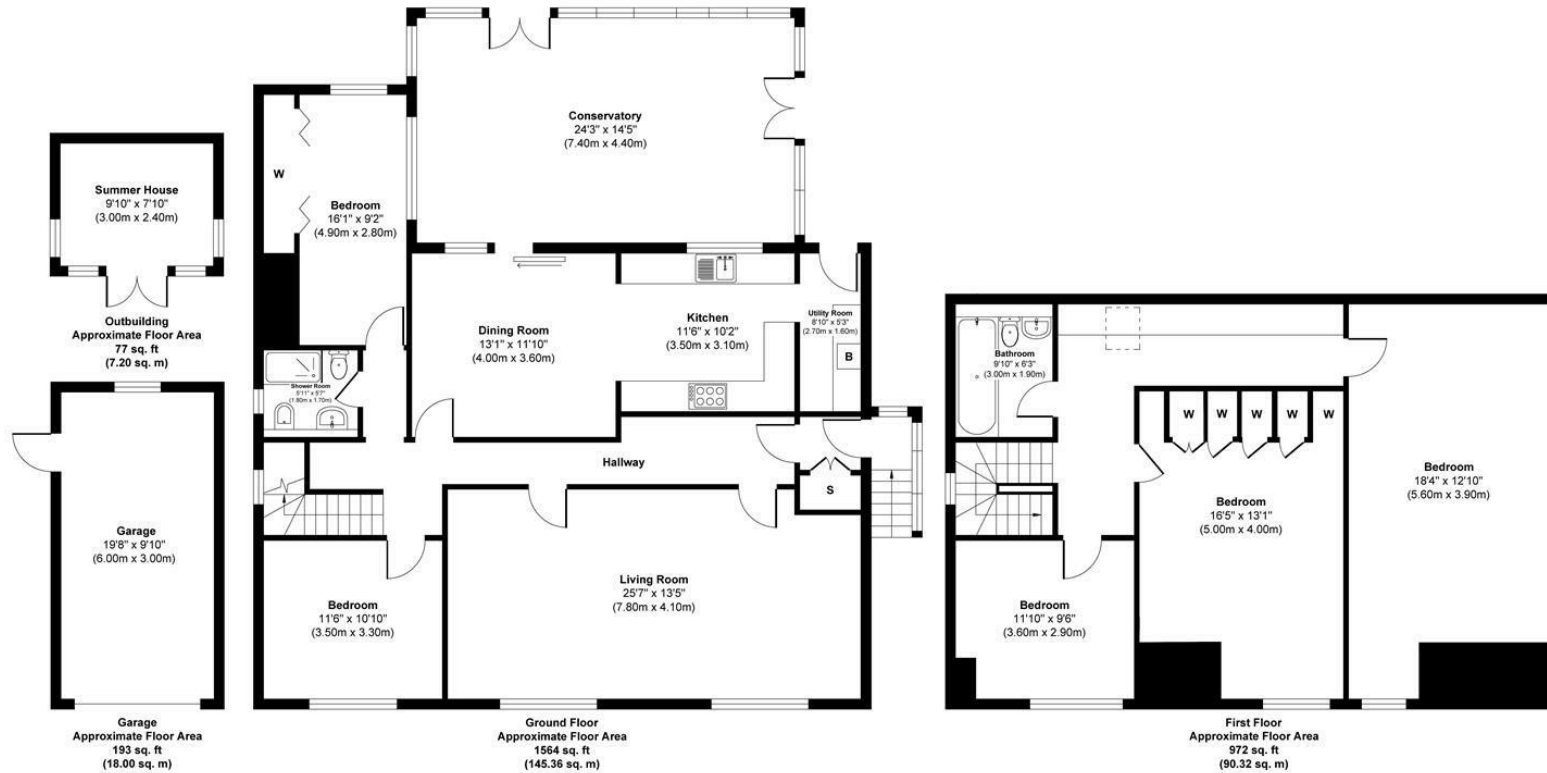 Summer House
9'10" x 7'10"
(3.00m x 2.40m)
Outbuilding
Approximate Floor Area
77 sq. ft
(7.20 sq. m)
Garage
19'8" x 9'10"
(6.00m x 3.00m)
Garage
Approximate Floor Area
193 sq. ft
(18.00 sq. m)
Conservatory
24'3" x 14'5"
(7.40m x 4.40m)
W
Bedroom
16'1" x 9'2"
(4.90m x 2.80m)
Dining Room
13'1" x 11'10"
(4.00m x 3.60m)
Kitchen
11'6" x 10'2"
(3.50m x 3.10m)
Utility Room
8'10" x 5'3"
(2.70m x 1.60m)
B
Shower Room
5'11" x 5'7"
(1.80m x 1.70m)
Hallway
S
Living Room
25'7" x 13'5"
(7.80m x 4.10m)
Bedroom
11'6" x 10'10"
(3.50m x 3.30m)
Ground Floor
Approximate Floor Area
1564 sq. ft
(145.36 sq. m)
Bathroom
9'10" x 6'3"
(3.00m x 1.90m)
W W W W W
Bedroom
16'5" x 13'1"
(5.00m x 4.00m)
Bedroom
18'4" x 12'10"
(5.60m x 3.90m)
Bedroom
11'10" x 9'6"
(3.60m x 2.90m)
First Floor
Approximate Floor Area
972 sq. ft
(90.32 sq. m)